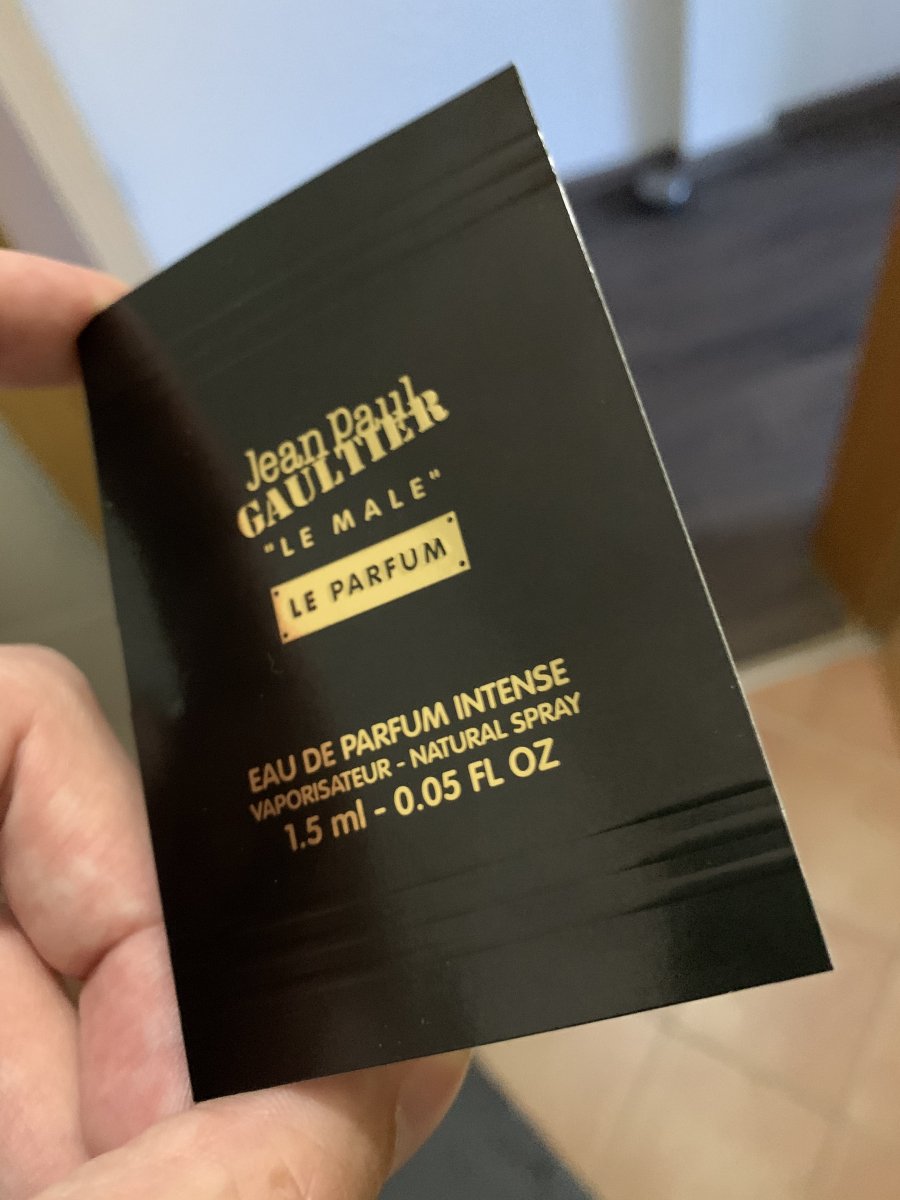 Jean Paul
GAULTIER
"LE MALE"
LE PARFUM
EAU DE PARFUM INTENSE
VAPORISATEUR - NATURAL SPRAY
1.5 ml - 0.05 FL OZ